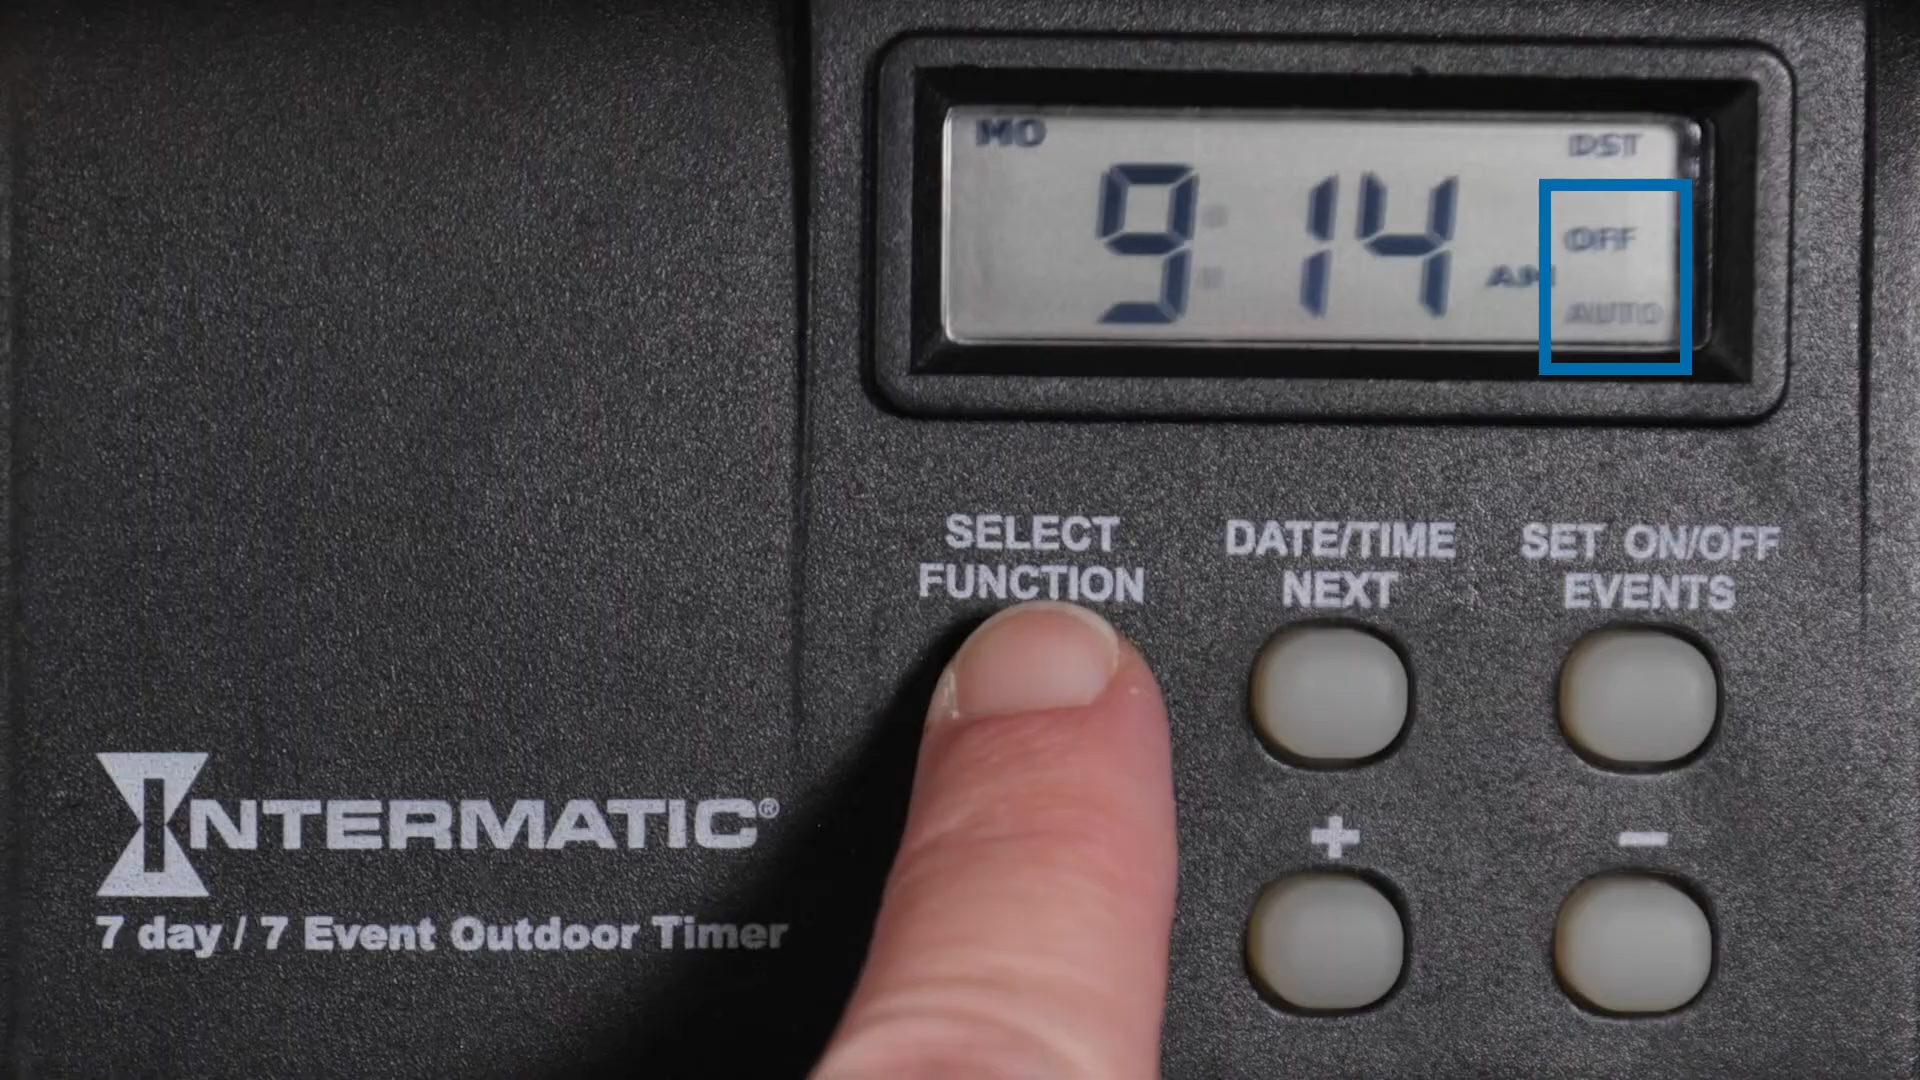 MO
DST
9:14
AM
OFF
AUTO
SELECT
FUNCTION
DATE/TIME
NEXT
SET ON/OFF
EVENTS
+
-
INTERMATIC®
7 day / 7 Event Outdoor Timer